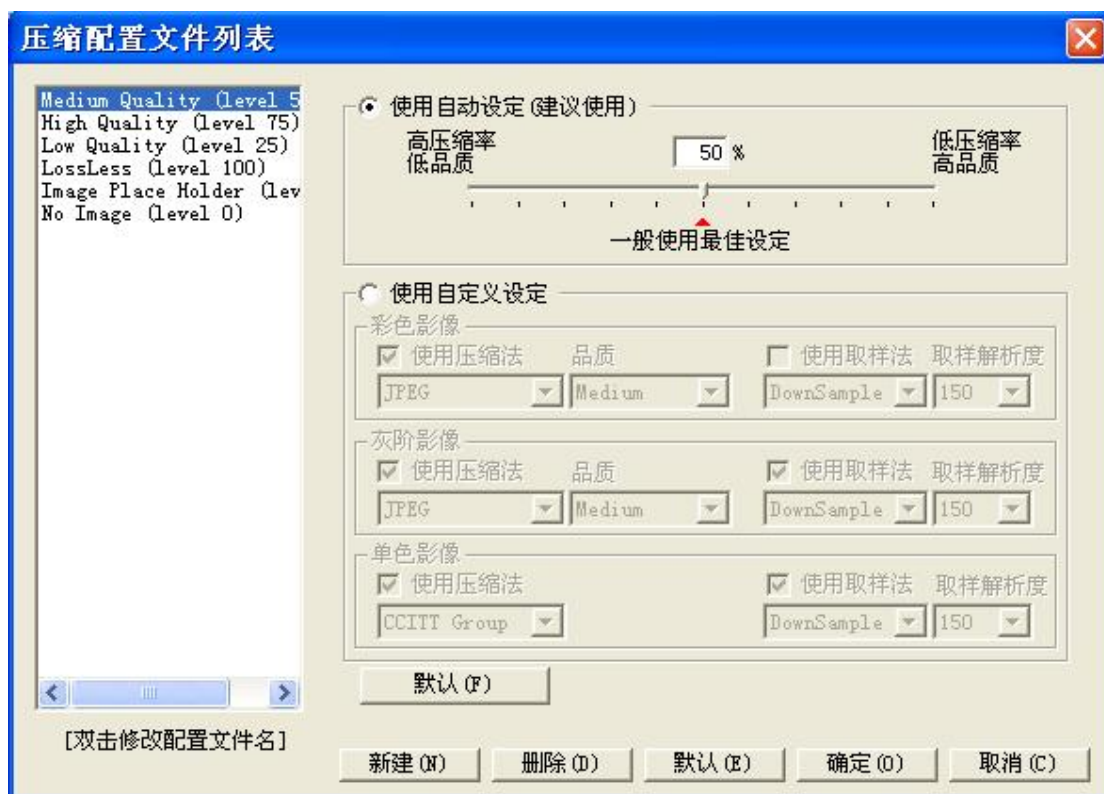 压缩配置文件列表
Medium Quality (level 5
High Quality (level 75)
Low Quality (level 25)
LossLess (level 100)
Image Place Holder (lev
No Image (level 0)
[双击修改配置文件名]
使用自动设定(建议使用)
高压缩率
低品质
50 %
低压缩率
高品质
一般使用最佳设定
使用自定义设定
彩色影像
使用压缩法 品质 使用取样法 取样解析度
JPEG Medium DownSample 150
灰阶影像
使用压缩法 品质 使用取样法 取样解析度
JPEG Medium DownSample 150
单色影像
使用压缩法 使用取样法 取样解析度
CCITT Group DownSample 150
默认(F)
新建(N) 删除(D) 默认(E) 确定(O) 取消(C)